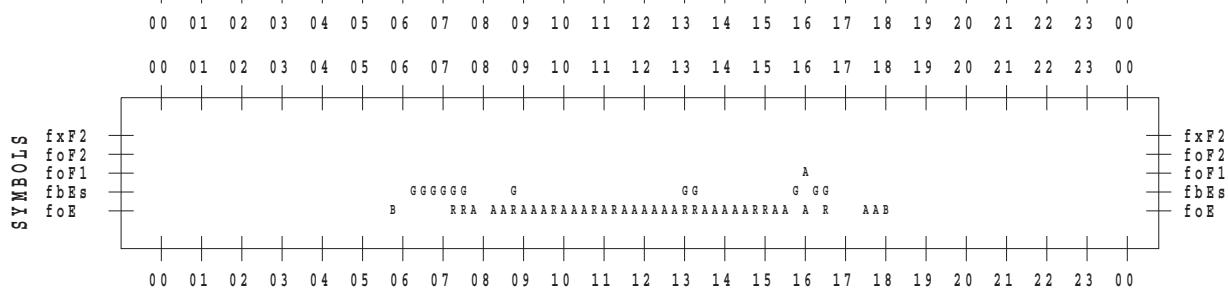 00 01 02 03 04 05 06 07 08 09 10 11 12 13 14 15 16 17 18 19 20 21 22 23 00
00 01 02 03 04 05 06 07 08 09 10 11 12 13 14 15 16 17 18 19 20 21 22 23 00
SYMBOLS
fxF2 fxF2
foF2 foF2
foF1 A foF1
fbEs GGGGGG G GG G GG fbEs
foE B RRA AARAAARAAARARAAAAAARRAAAAARRAA A R AAB foE
00 01 02 03 04 05 06 07 08 09 10 11 12 13 14 15 16 17 18 19 20 21 22 23 00